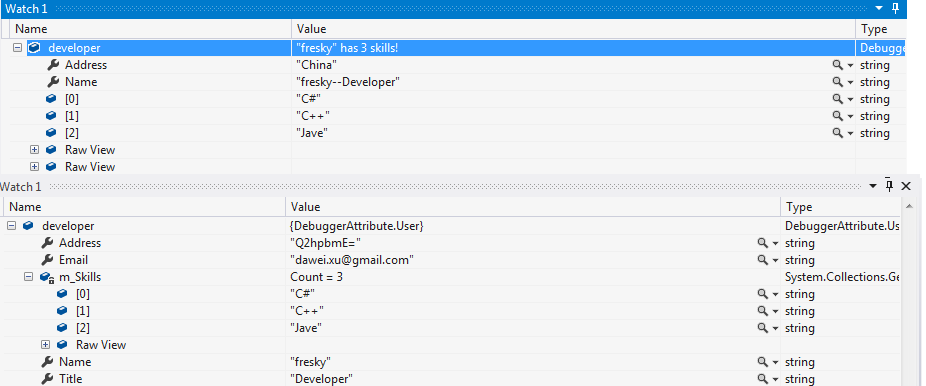 Watch 1
Name Value Type
developer "fresky" has 3 skills! Debugge
Address "China" string
Name "fresky--Developer" string
[0] "C#" string
[1] "C++" string
[2] "Jave" string
Raw View
Raw View
Watch 1
Name Value Type
developer {DebuggerAttribute.User} DebuggerAttribute.Us
Address "Q2hpbmE=" string
Email "dawei.xu@gmail.com" string
m_Skills Count = 3 System.Collections.Ge
[0] "C#" string
[1] "C++" string
[2] "Jave" string
Raw View
Name "fresky" string
Title "Developer" string